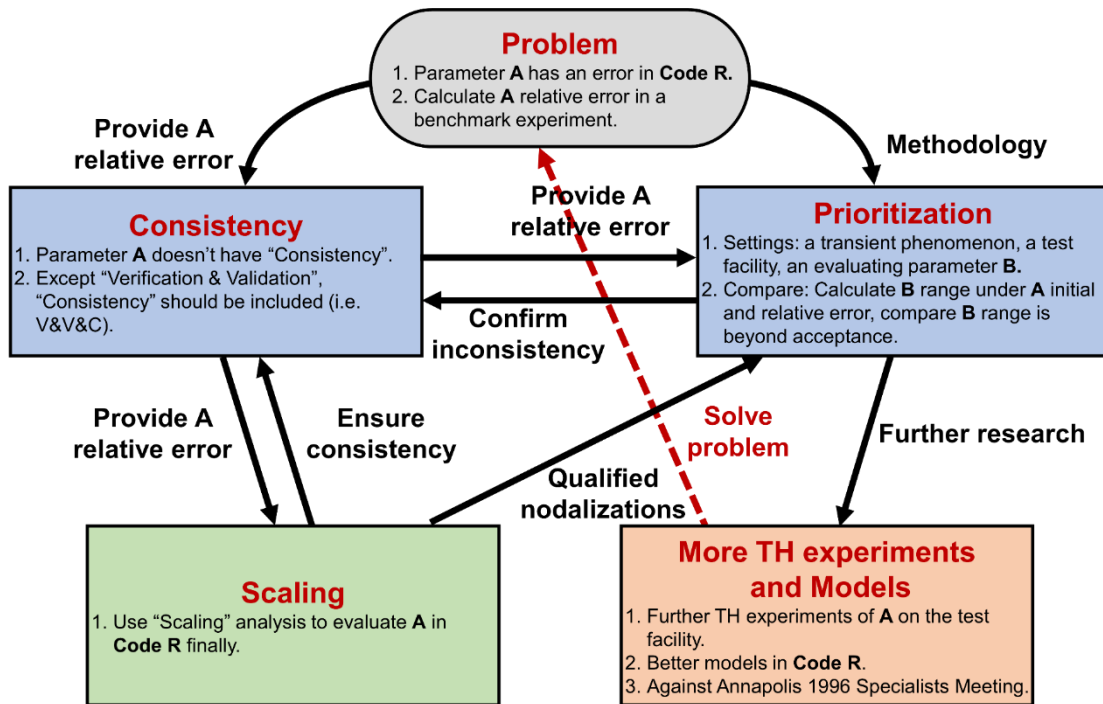 Problem
1. Parameter A has an error in Code R.
2. Calculate A relative error in a
benchmark experiment.
Provide A
relative error
Methodology
Consistency
1. Parameter A doesn't have “Consistency”.
2. Except “Verification & Validation”,
“Consistency” should be included (i.e.
V&V&C).
Provide A
relative error
Confirm
inconsistency
Prioritization
1. Settings: a transient phenomenon, a test
facility, an evaluating parameter B.
2. Compare: Calculate B range under A initial
and relative error, compare B range is
beyond acceptance.
Provide A
relative error
Ensure
consistency
Solve
problem
Further research
Qualified
nodalizations
Scaling
1. Use “Scaling” analysis to evaluate A in
Code R finally.
More TH experiments
and Models
1. Further TH experiments of A on the test
facility.
2. Better models in Code R.
3. Against Annapolis 1996 Specialists Meeting.